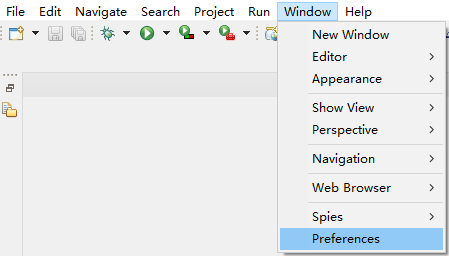 File Edit Navigate Search Project Run Window Help
New Window
Editor
Appearance
Show View
Perspective
Navigation
Web Browser
Spies
Preferences